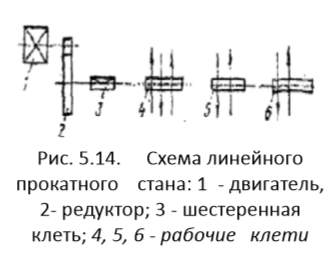 1
2
3
4
5
6
Рис. 5.14. Схема линейного
прокатного стана: 1 - двигатель,
2- редуктор; 3 - шестеренная
клеть; 4, 5, 6 - рабочие клети